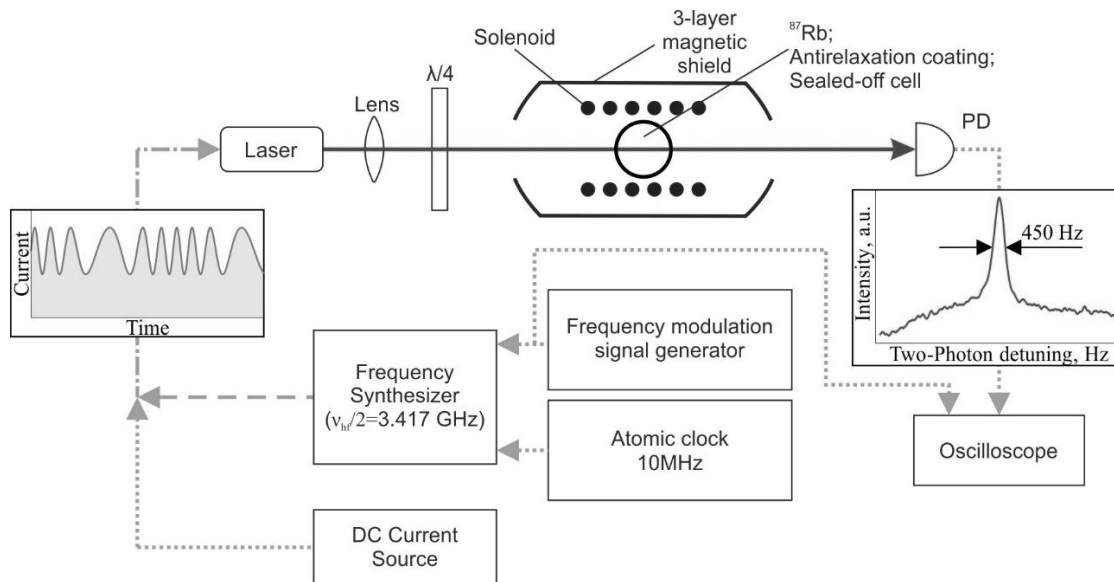 Solenoid
3-layer
magnetic
shield
⁸⁷Rb;
Antirelaxation coating;
Sealed-off cell
λ/4
Lens
Laser
PD
Current
Time
450 Hz
Intensity, a.u.
Two-Photon detuning, Hz
Frequency modulation
signal generator
Frequency
Synthesizer
(νhf/2=3.417 GHz)
Atomic clock
10MHz
Oscilloscope
DC Current
Source